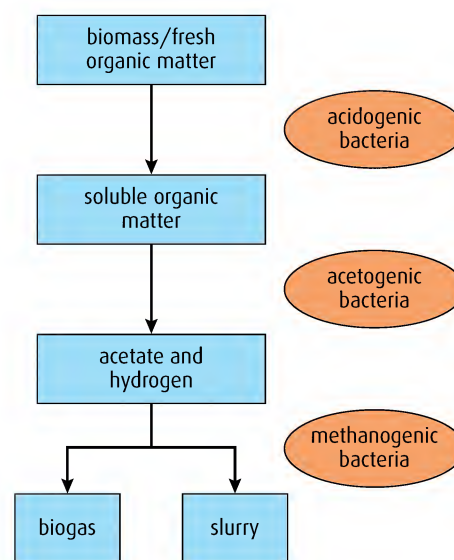 biomass/fresh
organic matter
acidogenic
bacteria
soluble organic
matter
acetogenic
bacteria
acetate and
hydrogen
methanogenic
bacteria
biogas
slurry